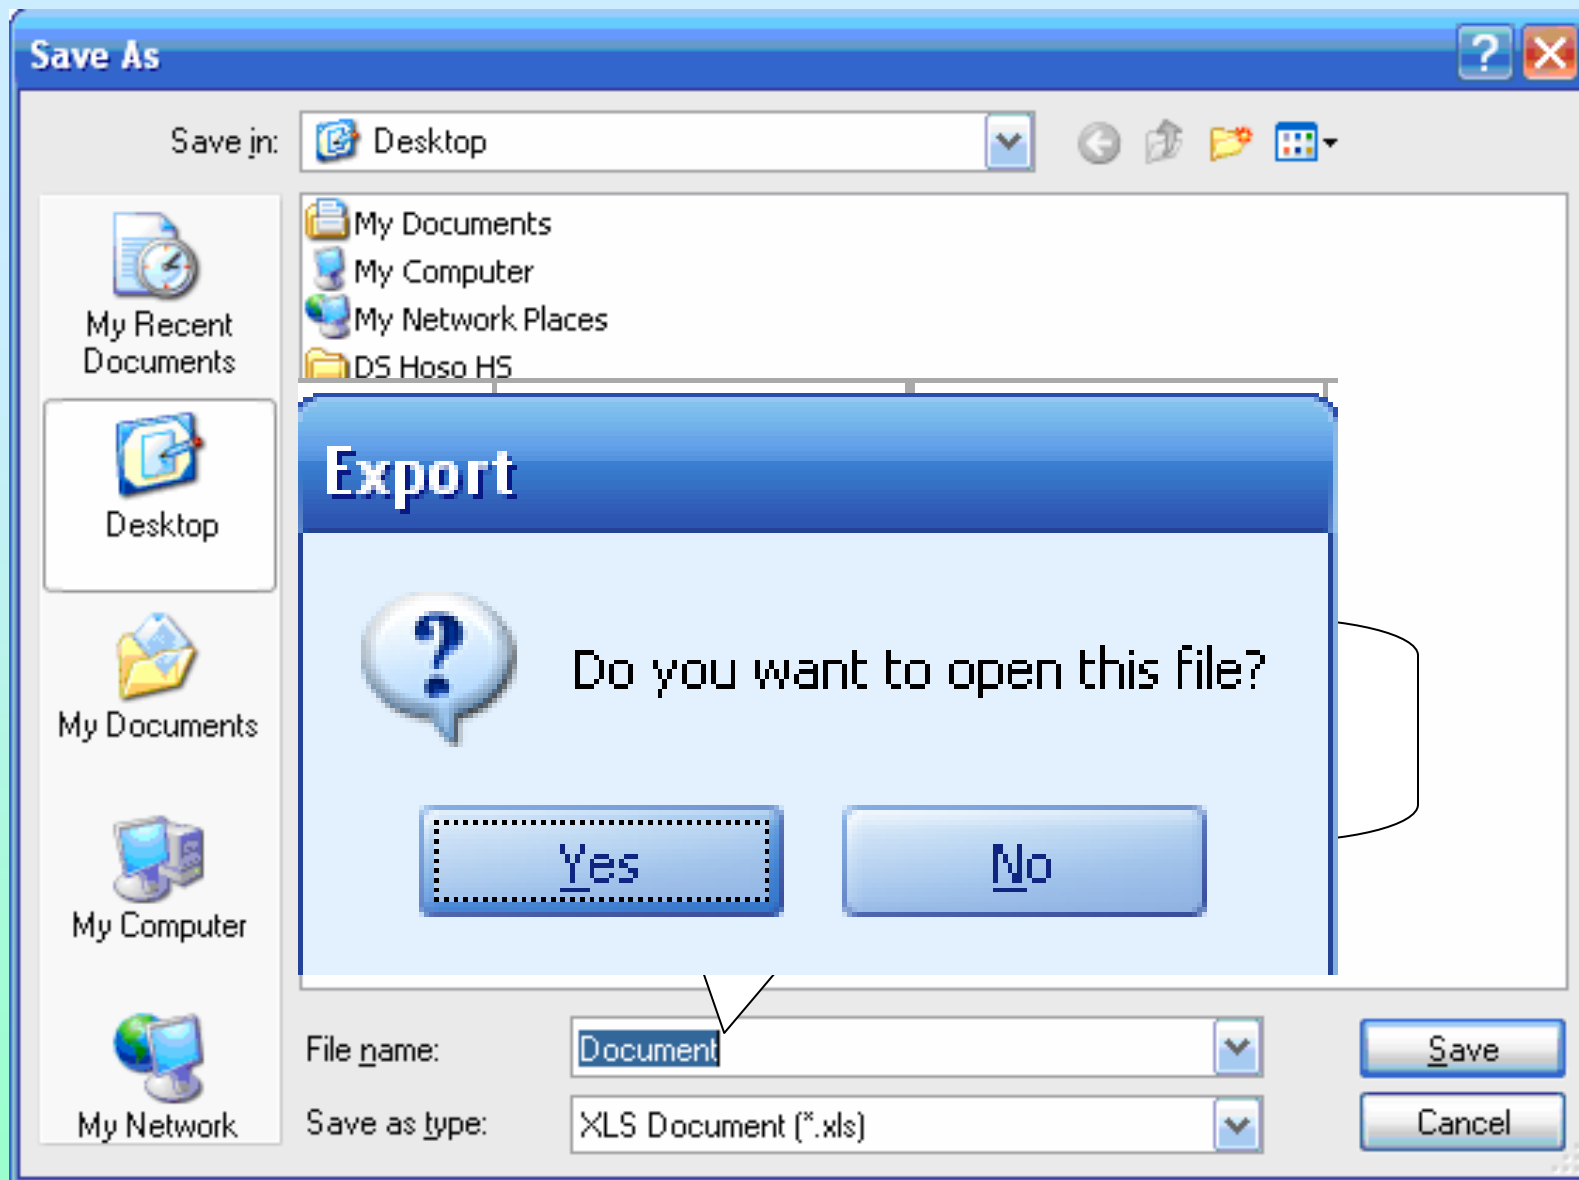 Save As
Save in:
Desktop
My Recent
Documents
Desktop
My Documents
My Computer
My Network
My Documents
My Computer
My Network Places
DS Hoso HS
Export
?
Do you want to open this file?
Yes
No
File name:
Document
Save
Save as type:
XLS Document (*.xls)
Cancel